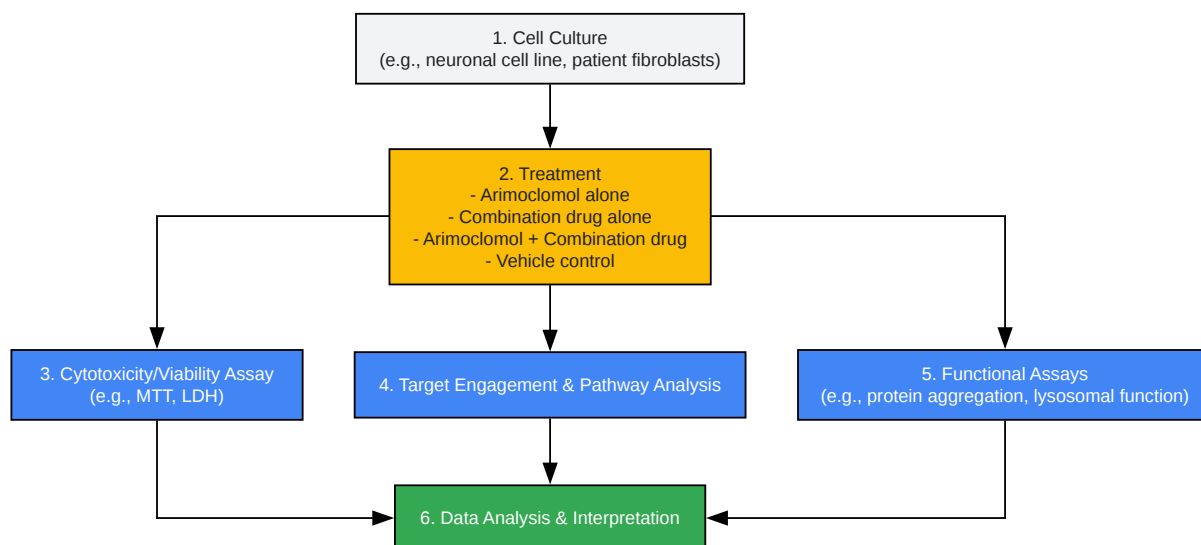 1. Cell Culture
(e.g., neuronal cell line, patient fibroblasts)
2. Treatment
- Arimoclomol alone
- Combination drug alone
- Arimoclomol + Combination drug
- Vehicle control
3. Cytotoxicity/Viability Assay
(e.g., MTT, LDH)
4. Target Engagement & Pathway Analysis
5. Functional Assays
(e.g., protein aggregation, lysosomal function)
6. Data Analysis & Interpretation